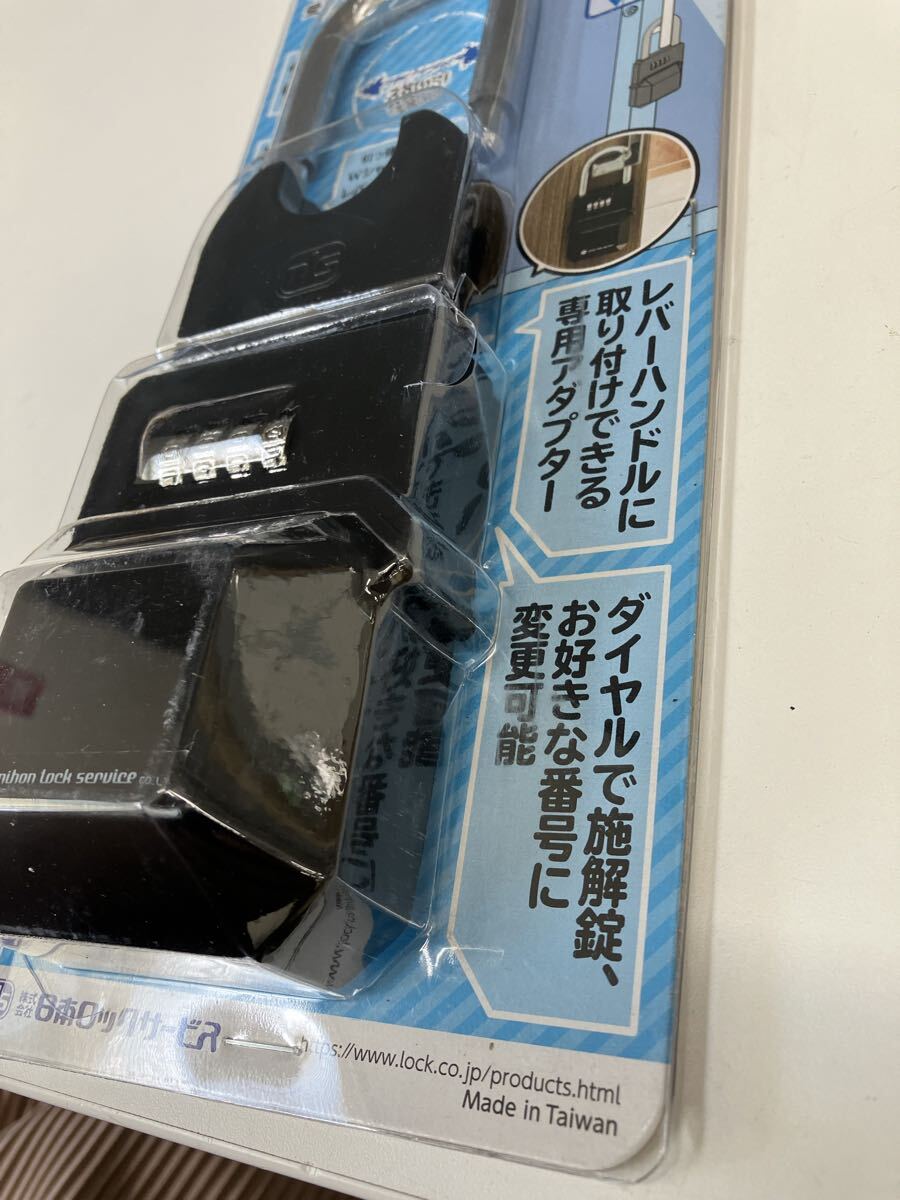 レバーハンドルに
取り付けできる
専用アダプター
ダイヤルで施解錠、
お好きな番号に
変更可能
nihon lock service CO.,L
株式
会社
日本ロックサービス
https://www.lock.co.jp/products.html
Made in Taiwan